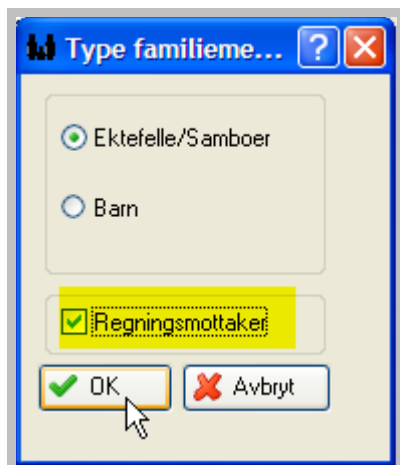 Type familieme...
Ektefelle/Samboer
Barn
Regningsmottaker
OK
Avbryt